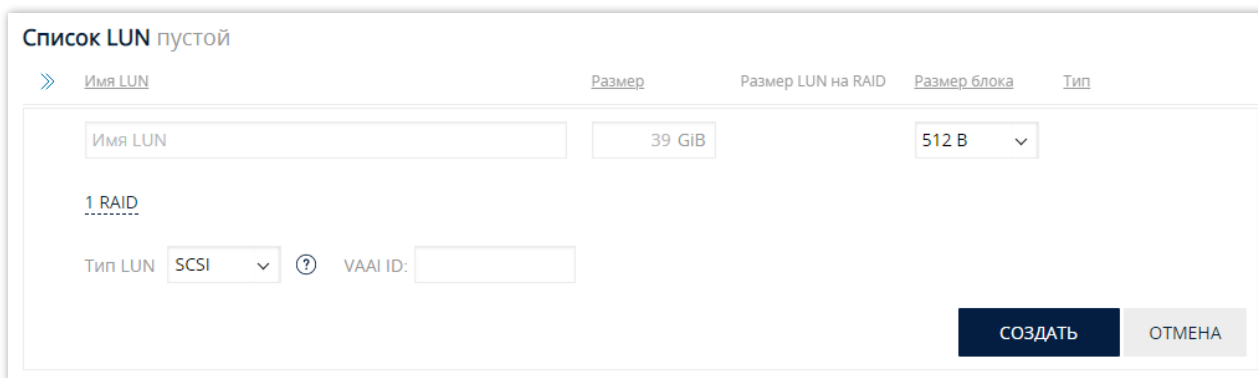 Список LUN пустой
Имя LUN Размер Размер LUN на RAID Размер блока Тип
Имя LUN 39 GiB 512 B
1 RAID
Тип LUN SCSI ? VAAI ID:
СОЗДАТЬ ОТМЕНА